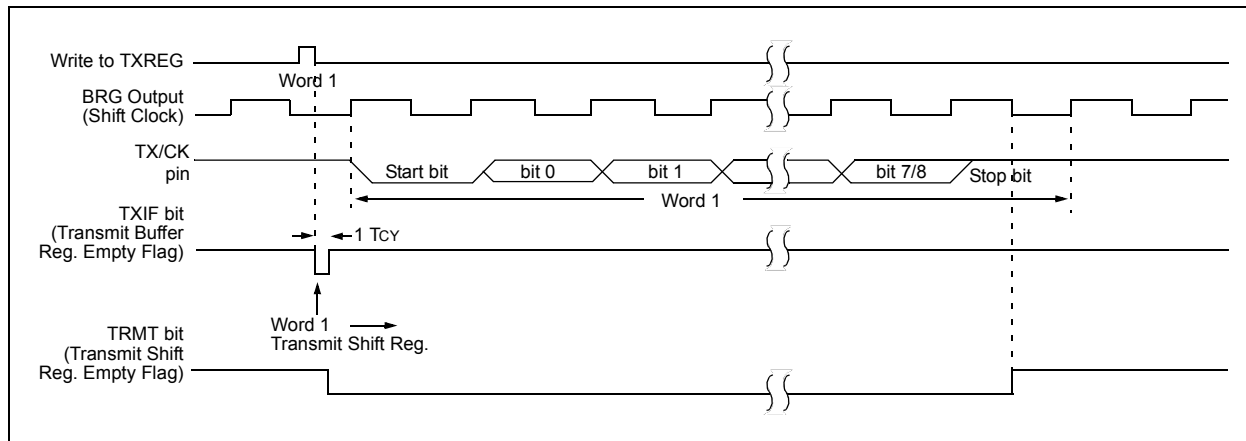 Write to TXREG
Word 1
BRG Output
(Shift Clock)
TX/CK
pin
Start bit
bit 0
bit 1
bit 7/8
Stop bit
Word 1
TXIF bit
(Transmit Buffer
Reg. Empty Flag)
1 TCY
Word 1
Transmit Shift Reg.
TRMT bit
(Transmit Shift
Reg. Empty Flag)